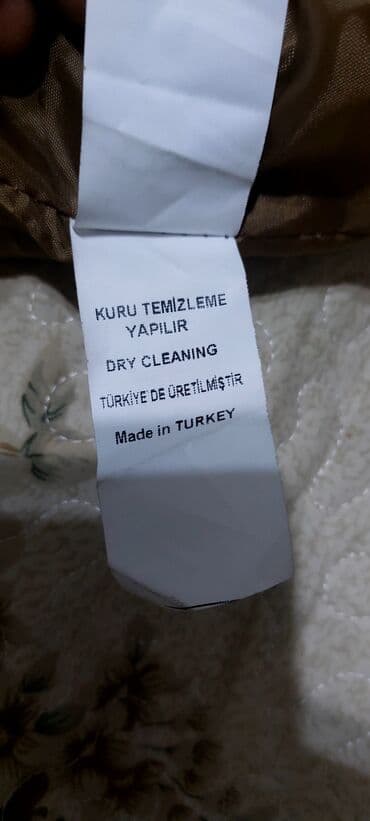 KURU TEMİZLEME
YAPILIR
DRY CLEANING
TÜRKİYE DE ÜRETİLMİŞTİR
Made in TURKEY